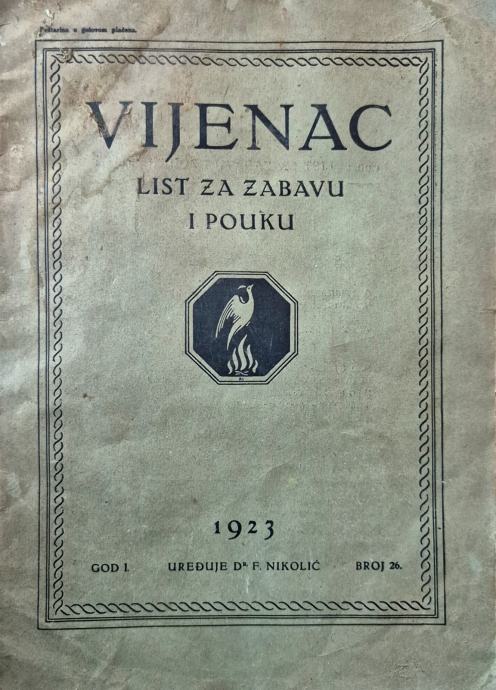 Poštarina u gotovom plaćena.
VIJENAC
LIST ZA ZABAVU
I POUKU
1923
GOD I. UREĐUJE DR. F. NIKOLIĆ BROJ 26.